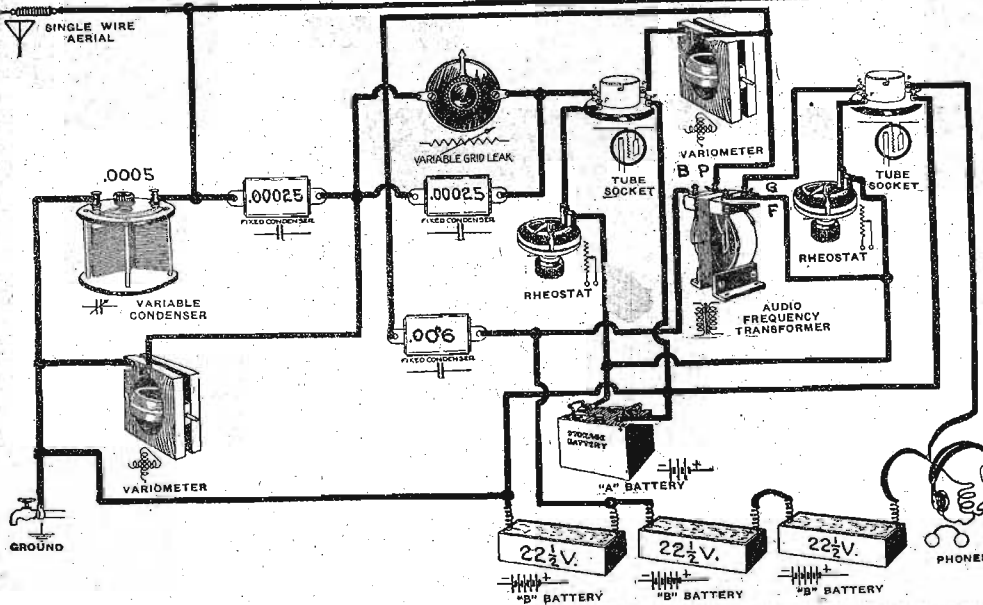 SINGLE WIRE
AERIAL
.0005
VARIABLE
CONDENSER
.00025
FIXED CONDENSER
VARIABLE GRID LEAK
.00025
FIXED CONDENSER
TUBE
SOCKET
VARIOMETER
B P
G
F
TUBE
SOCKET
RHEOSTAT
RHEOSTAT
AUDIO
FREQUENCY
TRANSFORMER
.006
FIXED CONDENSER
VARIOMETER
STORAGE
BATTERY
"A" BATTERY
GROUND
22½V.
22½V.
22½V.
"B" BATTERY
"B" BATTERY
"B" BATTERY
PHONE